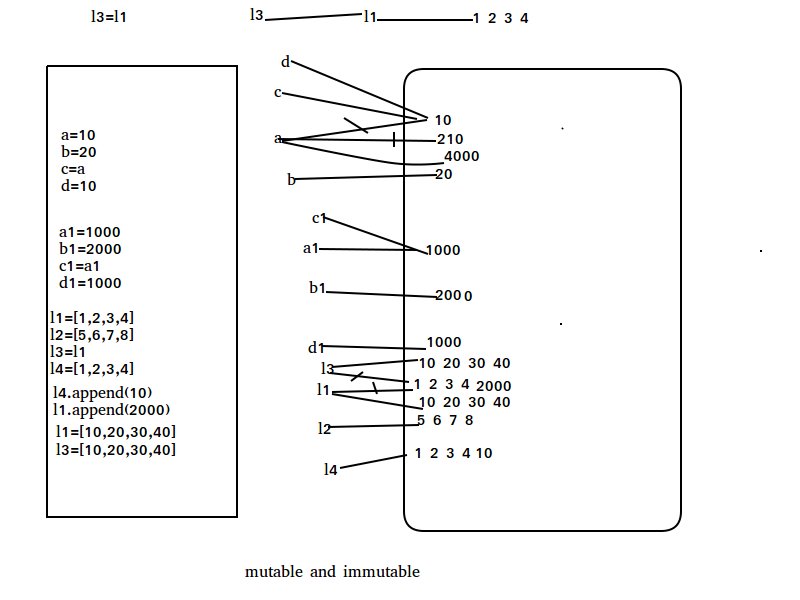 l3=l1
l3 l1 1 2 3 4
a=10
b=20
c=a
d=10
a1=1000
b1=2000
c1=a1
d1=1000
l1=[1,2,3,4]
l2=[5,6,7,8]
l3=l1
l4=[1,2,3,4]
l4.append(10)
l1.append(2000)
l1=[10,20,30,40]
l3=[10,20,30,40]
d
c
10
a 210
4000
b 20
c1
a1 1000
b1 2000
d1 1000
l3 10 20 30 40
l1 1 2 3 4 2000
10 20 30 40
l2 5 6 7 8
l4 1 2 3 4 10
mutable and immutable